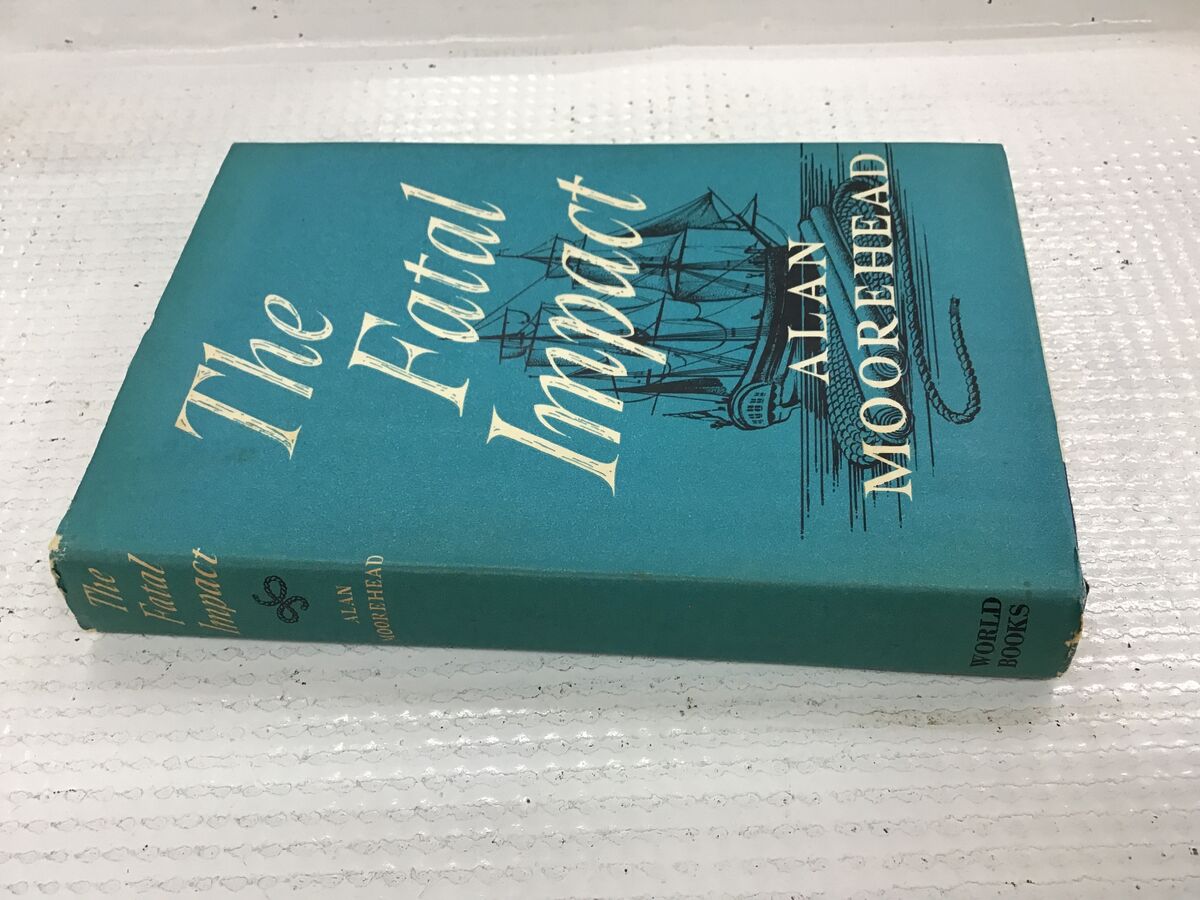 The
Fatal
Impact
ALAN
MOOREHEAD
The
Fatal
Impact
ALAN
MOOREHEAD
WORLD
BOOKS